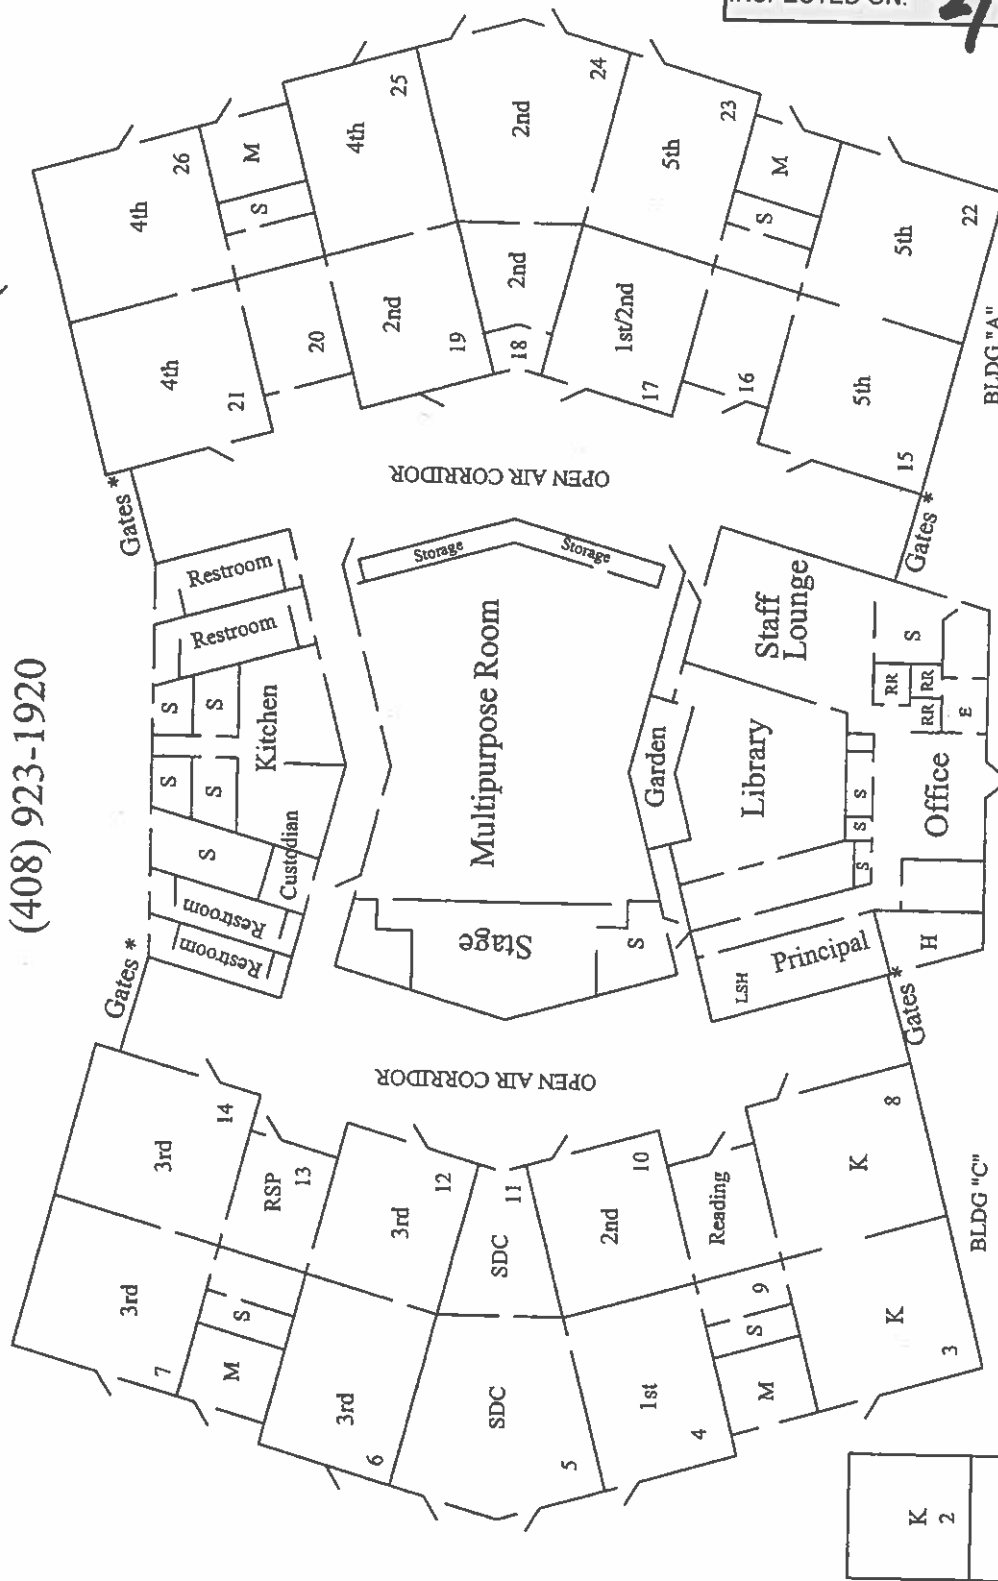 INSPECTED ON:
(408) 923-1920
Gates *
Gates *
4th
26
M
S
4th
25
2nd
24
5th
23
M
S
5th
22
4th
21
20
2nd
19
2nd
18
1st/2nd
17
16
5th
15
BLDG "A"
OPEN AIR CORRIDOR
Gates *
Restroom
Restroom
S
S
Kitchen
S
S
S
Custodian
Restroom
Restroom
Storage
Storage
Multipurpose Room
Stage
S
Garden
Staff
Lounge
Library
S
RR
RR
RR
E
S
S
S
Office
LSH
Principal
H
Gates *
OPEN AIR CORRIDOR
3rd
14
RSP
13
3rd
12
SDC
11
2nd
10
Reading
K
8
3rd
7
S
M
3rd
6
SDC
5
1st
4
9
S
M
K
3
BLDG "C"
K
2